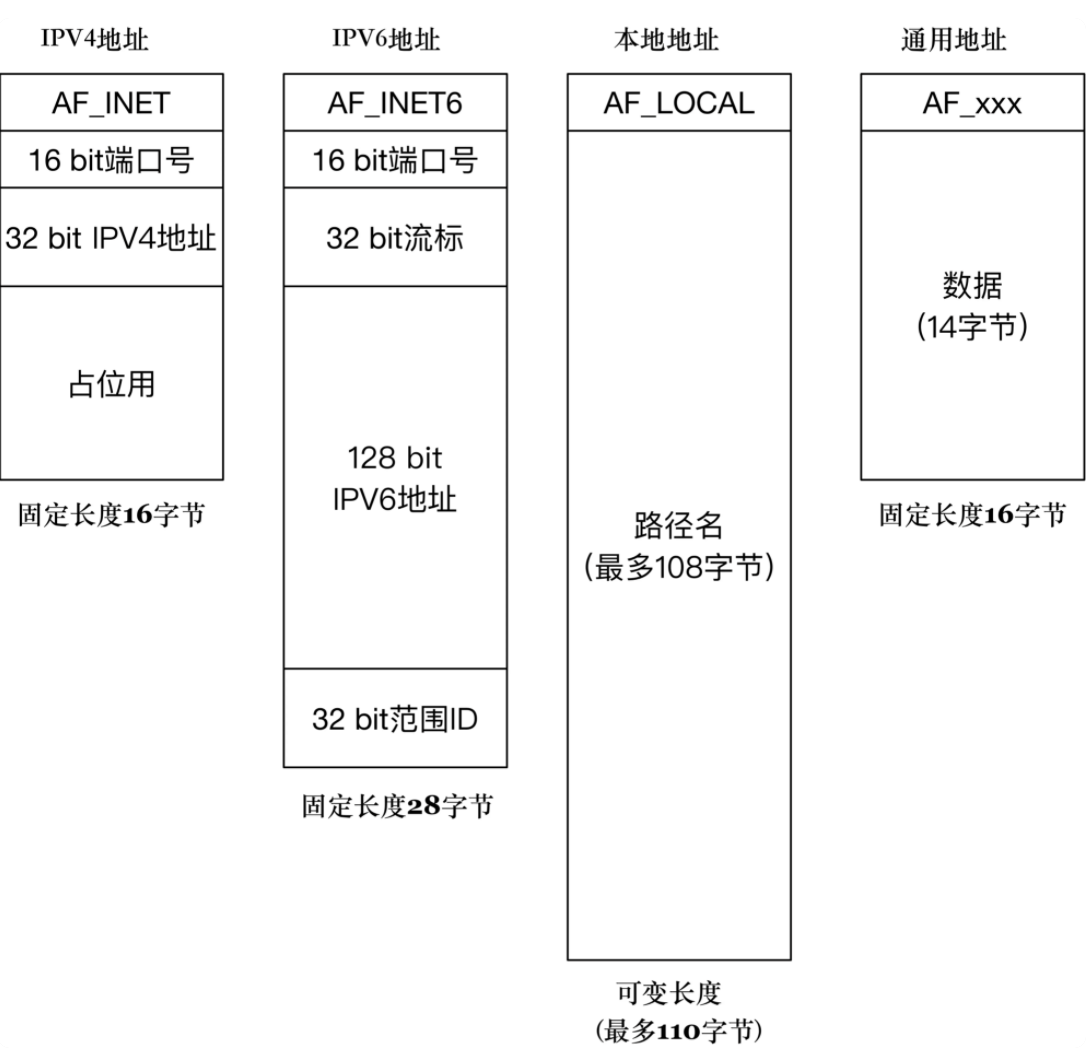 IPV4地址
AF_INET
16 bit端口号
32 bit IPV4地址
占位用
固定长度16字节
IPV6地址
AF_INET6
16 bit端口号
32 bit流标
128 bit
IPV6地址
32 bit范围ID
固定长度28字节
本地地址
AF_LOCAL
路径名
(最多108字节)
可变长度
(最多110字节)
通用地址
AF_xxx
数据
(14字节)
固定长度16字节